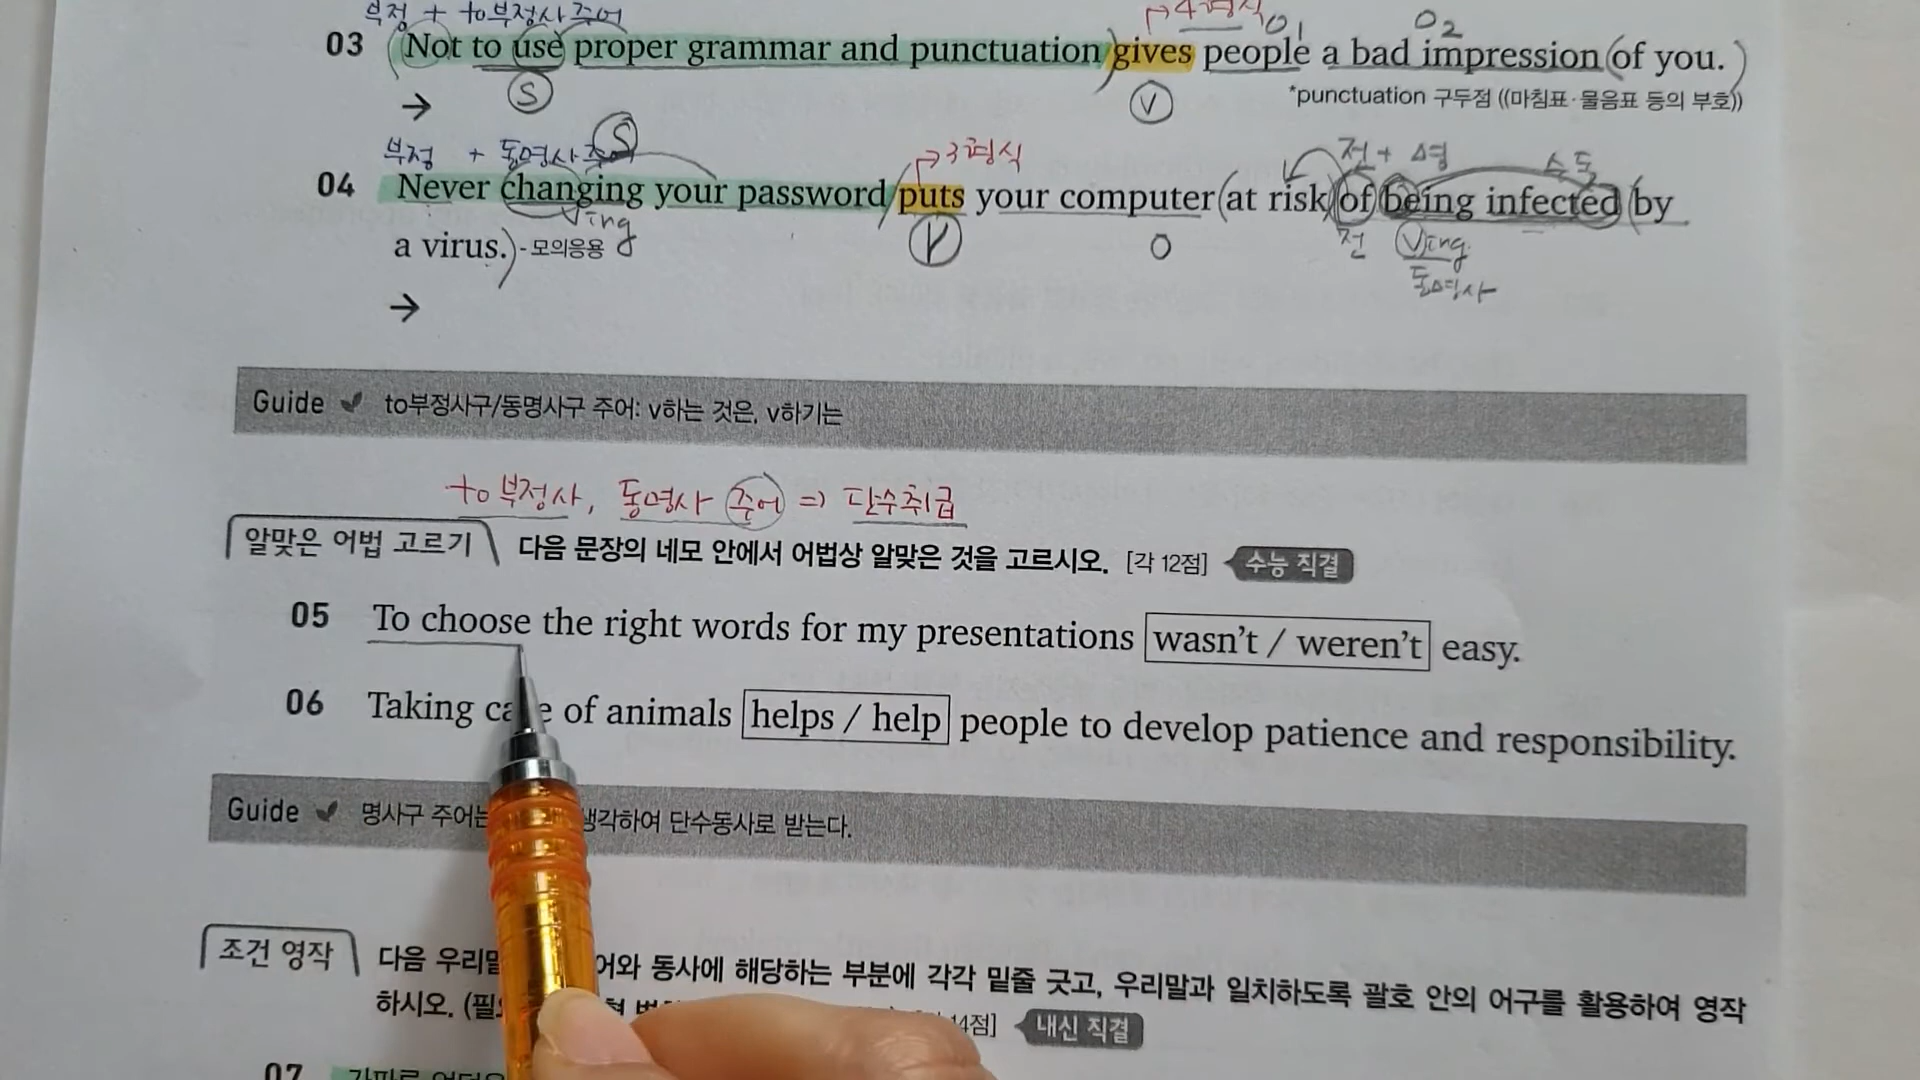 부정 + to부정사 주어 4형식 O1 O2
03 Not to use proper grammar and punctuation gives people a bad impression (of you.)
S V *punctuation 구두점 ((마침표·물음표 등의 부호))
→
부정 + 동명사 주어 S 3형식 전 + 명 수동
04 Never changing your password puts your computer (at risk) of being infected (by
Ving V O 전 Ving
a virus.) - 모의응용
동명사
→
Guide to부정사구/동명사구 주어: v하는 것은, v하기는
to 부정사, 동명사 주어 ⇒ 단수취급
알맞은 어법 고르기 다음 문장의 네모 안에서 어법상 알맞은 것을 고르시오. [각 12점] 수능 직결
05 To choose the right words for my presentations wasn't / weren't easy.
06 Taking of animals helps / help people to develop patience and responsibility.
Guide 명사구 주어는 생각하여 단수동사로 받는다.
조건 영작 다음 우리말 어와 동사에 해당하는 부분에 각각 밑줄 긋고, 우리말과 일치하도록 괄호 안의 어구를 활용하여 영작
하시오. (필 14점] 내신 직결
07